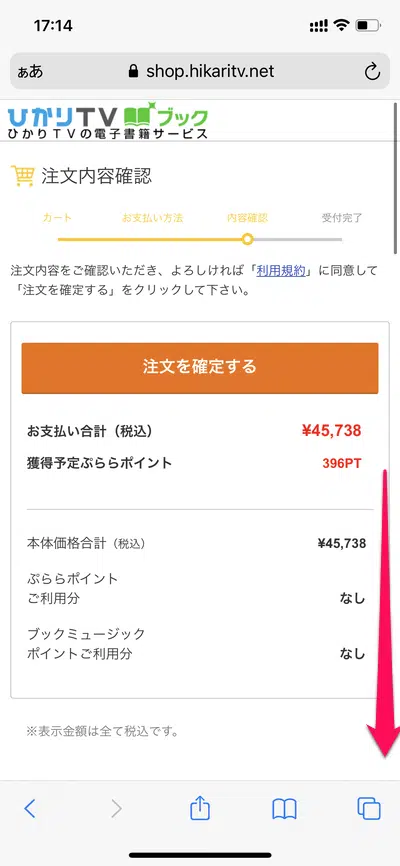 17:14
ぁあ shop.hikaritv.net
ひかりTV ブック
ひかりTVの電子書籍サービス
注文内容確認
カート お支払い方法 内容確認 受付完了
注文内容をご確認いただき、よろしければ「利用規約」に同意して
「注文を確定する」をクリックして下さい。
注文を確定する
お支払い合計（税込） ¥45,738
獲得予定ぷららポイント 396PT
本体価格合計（税込） ¥45,738
ぷららポイント
ご利用分 なし
ブックミュージック
ポイントご利用分 なし
※表示金額は全て税込です。